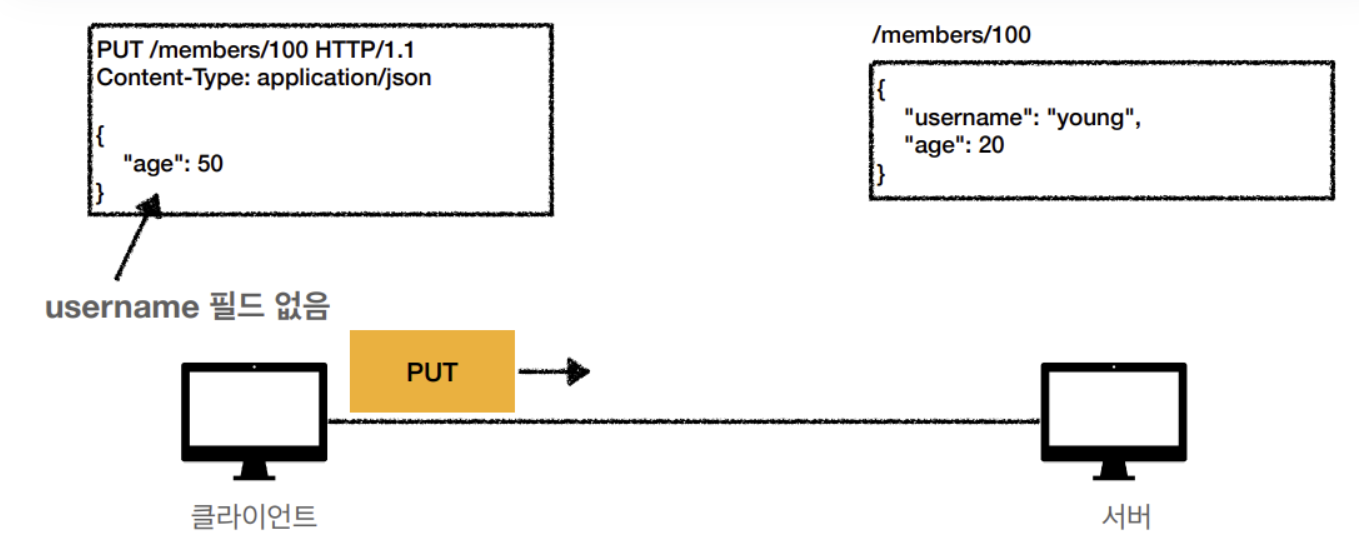 PUT /members/100 HTTP/1.1
Content-Type: application/json
{
"age": 50
}
username 필드 없음
/members/100
{
"username": "young",
"age": 20
}
PUT
클라이언트
서버